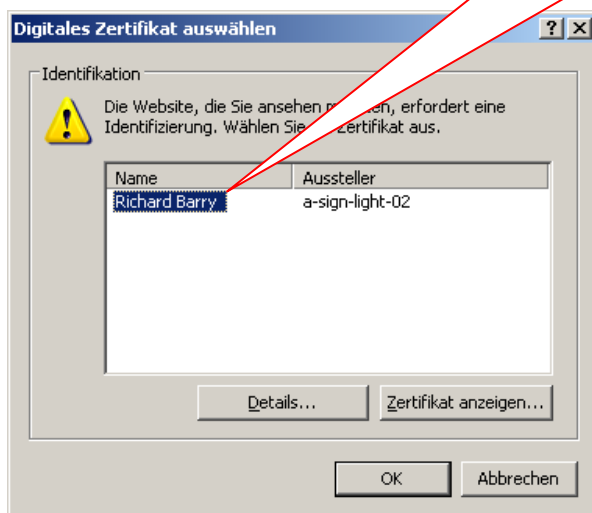 Digitales Zertifikat auswählen
Identifikation
Die Website, die Sie ansehen, erfordert eine
Identifizierung. Wählen Sie Zertifikat aus.
Name Aussteller
Richard Barry a-sign-light-02
Details... Zertifikat anzeigen...
OK Abbrechen